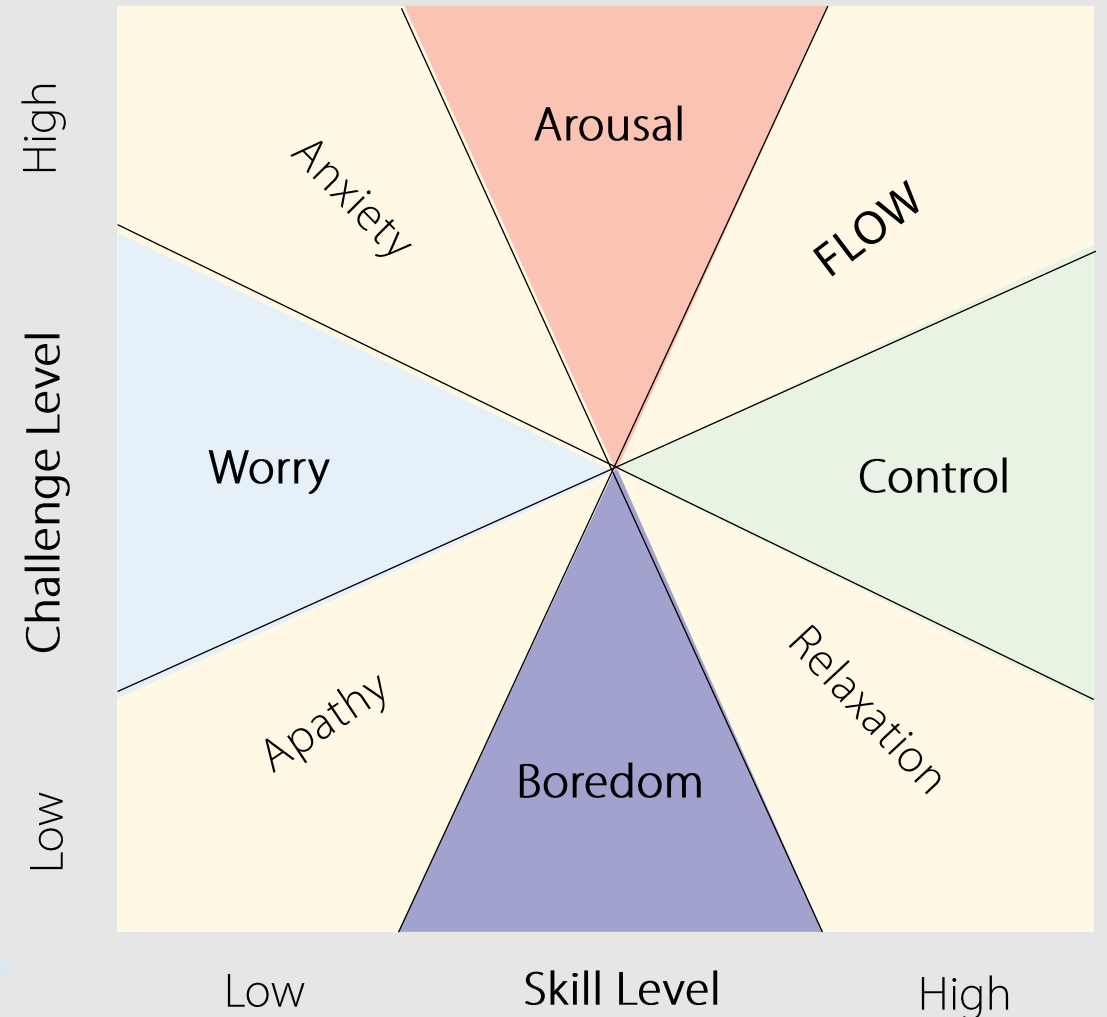 High
Arousal
Anxiety
FLOW
Challenge Level
Worry
Control
Apathy
Relaxation
Boredom
Low
Low
Skill Level
High